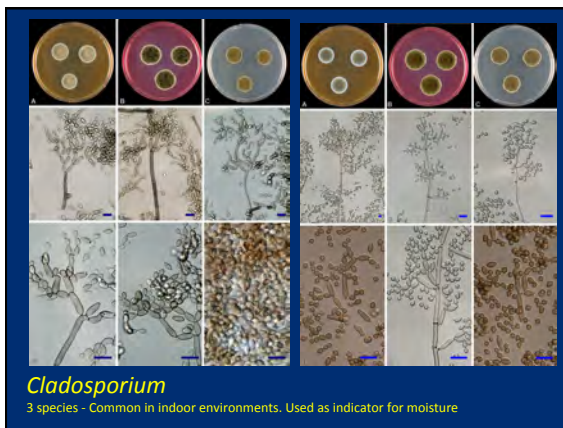 A B C A B C
Cladosporium
3 species - Common in indoor environments. Used as indicator for moisture